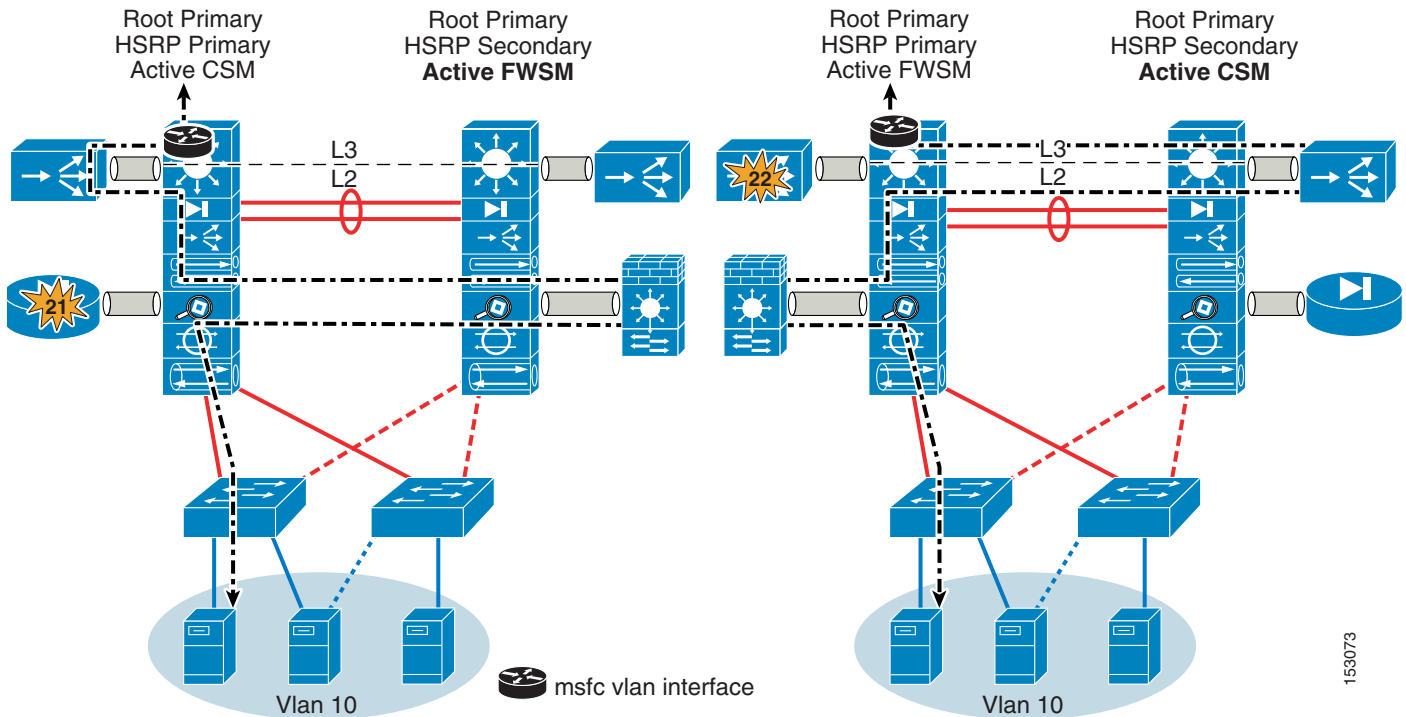 Root Primary
HSRP Primary
Active CSM
Root Primary
HSRP Secondary
Active FWSM
Root Primary
HSRP Primary
Active FWSM
Root Primary
HSRP Secondary
Active CSM
L3
L2
21
L3
L2
22
Vlan 10
msfc vlan interface
Vlan 10
153073